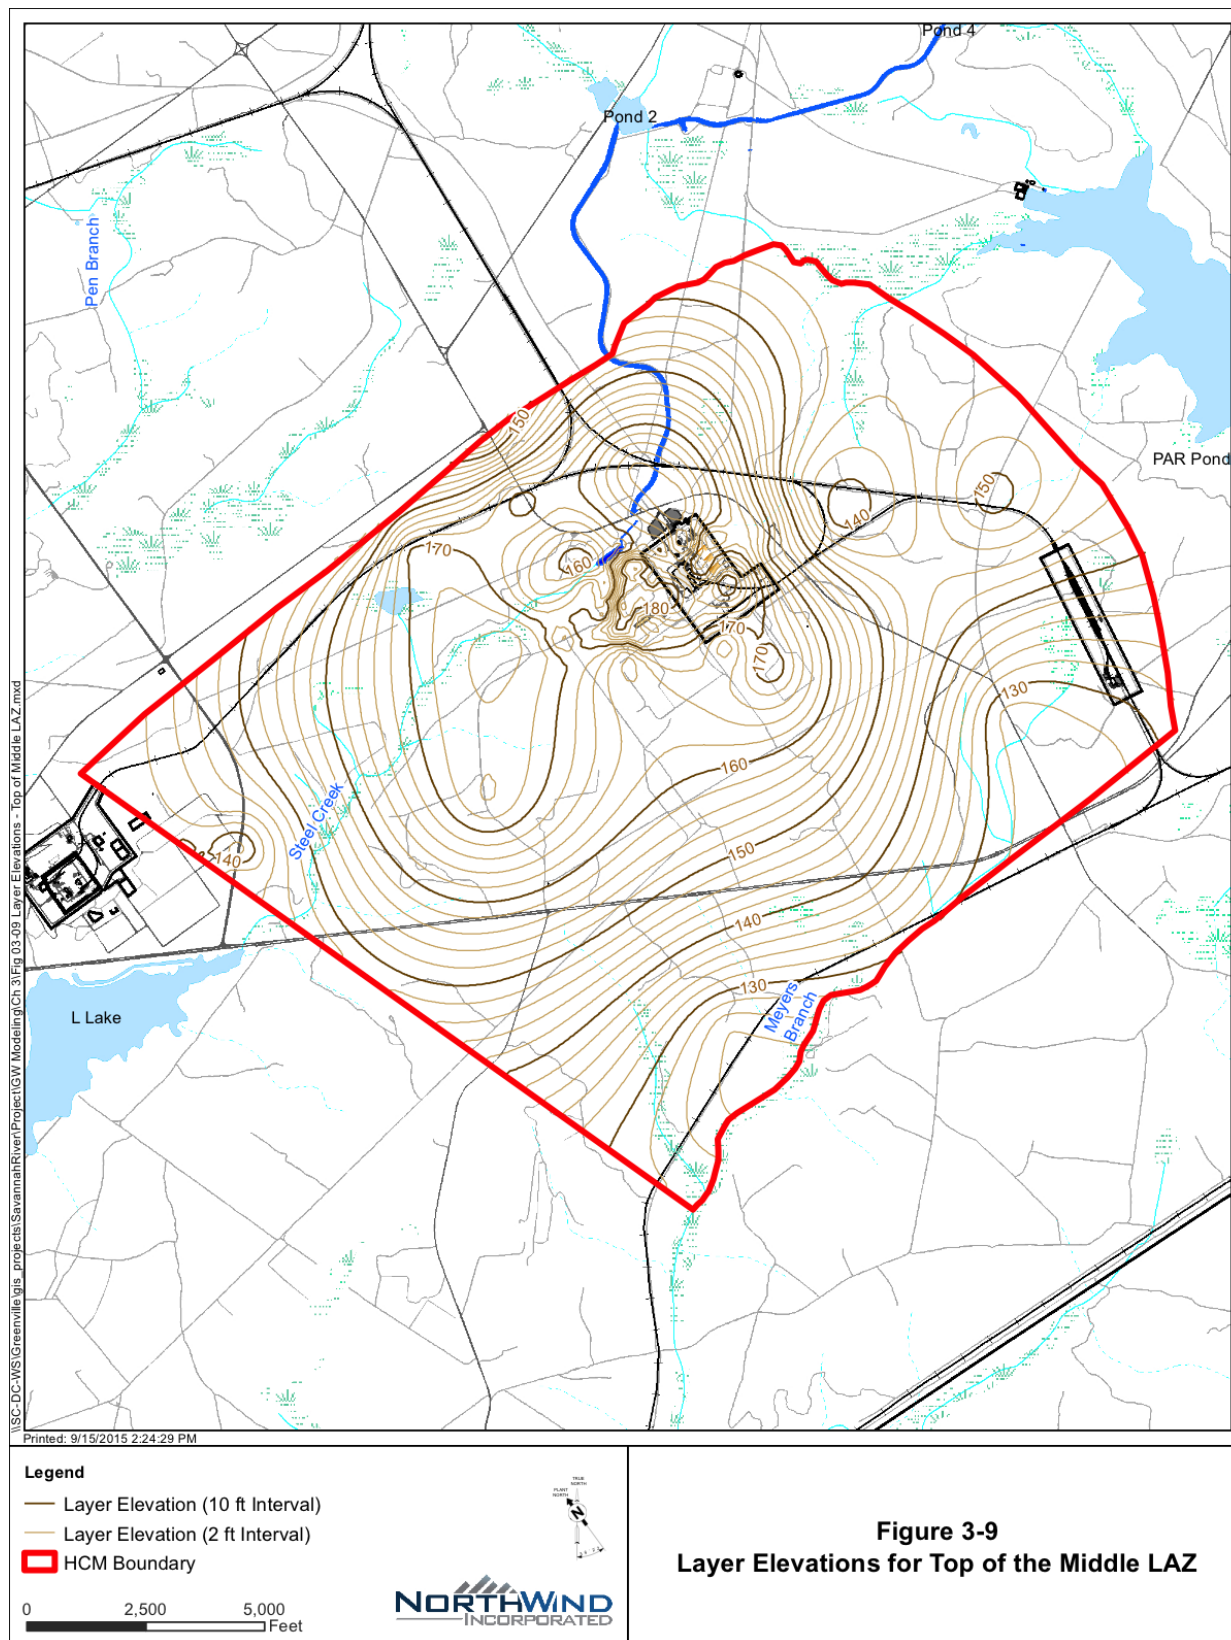 Pond 4
Pond 2
Pen Branch
150
PAR Pond
150
140
170
160
180
170
170
130
160
Steel Creek
150
140
140
130
Meyers
Branch
L Lake
\\SC-DC-WS\Greenville\gis_projects\SavannahRiver\Project\GW Modeling\Ch 3\Fig 03-09 Layer Elevations - Top of Middle LAZ.mxd
Printed: 9/15/2015 2:24:29 PM
Legend
Layer Elevation (10 ft Interval)
Layer Elevation (2 ft Interval)
HCM Boundary
0 2,500 5,000
Feet
TRUE
NORTH
PLANT
NORTH
N
NORTHWIND
INCORPORATED
Figure 3-9
Layer Elevations for Top of the Middle LAZ